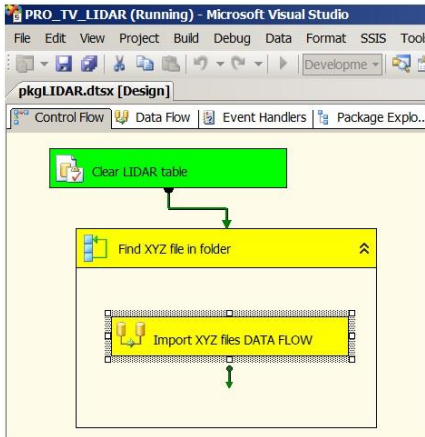 PRO_TV_LIDAR (Running) - Microsoft Visual Studio
File Edit View Project Build Debug Data Format SSIS Tool
Developme
pkgLIDAR.dtsx [Design]
Control Flow Data Flow Event Handlers Package Explo...
Clear LIDAR table
Find XYZ file in folder
Import XYZ files DATA FLOW